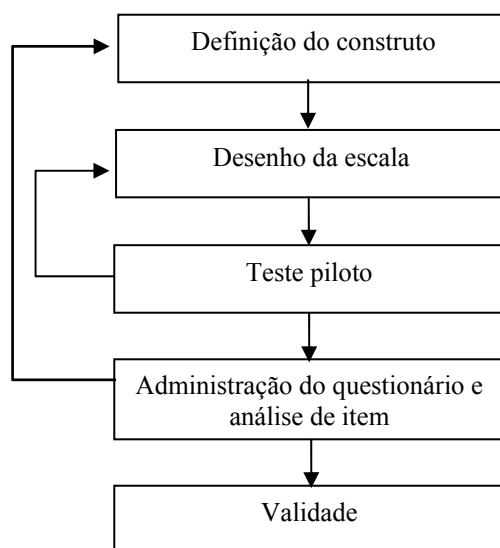 Definição do construto
Desenho da escala
Teste piloto
Administração do questionário e
análise de item
Validade